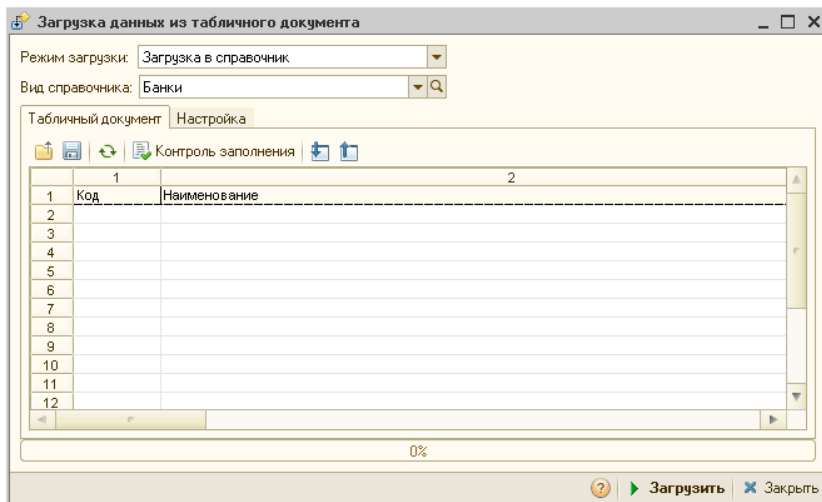 Загрузка данных из табличного документа
Режим загрузки: Загрузка в справочник
Вид справочника: Банки
Табличный документ Настройка
Контроль заполнения
1 2
1 Код Наименование
2
3
4
5
6
7
8
9
10
11
12
0%
? Загрузить Закрыть